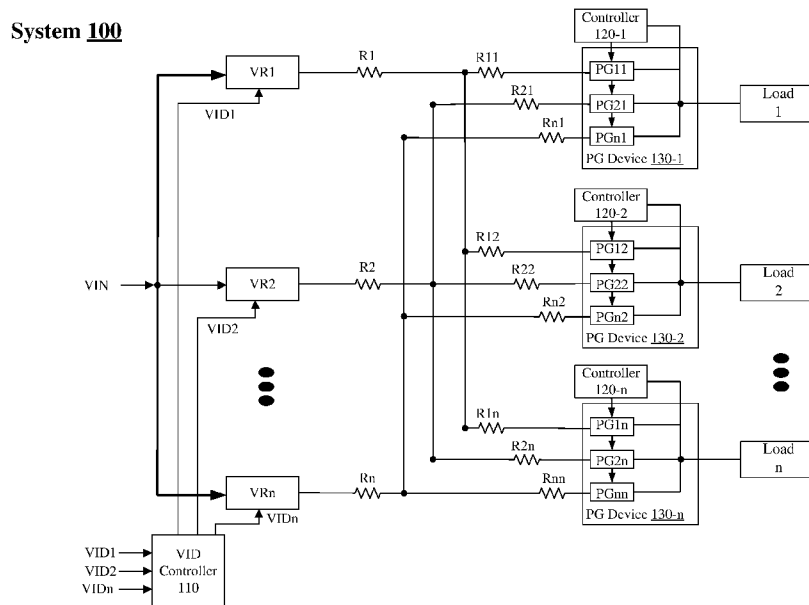 System 100
Controller
120-1
VR1
R1
R11
PG11
VID1
R21
PG21
Load
1
Rn1
PGn1
PG Device 130-1
Controller
120-2
R12
PG12
VIN
VR2
R2
R22
PG22
Load
2
VID2
Rn2
PGn2
PG Device 130-2
Controller
120-n
R1n
PG1n
R2n
PG2n
Load
n
VRn
Rn
Rnn
PGnn
VIDn
PG Device 130-n
VID1
VID2
VIDn
VID
Controller
110